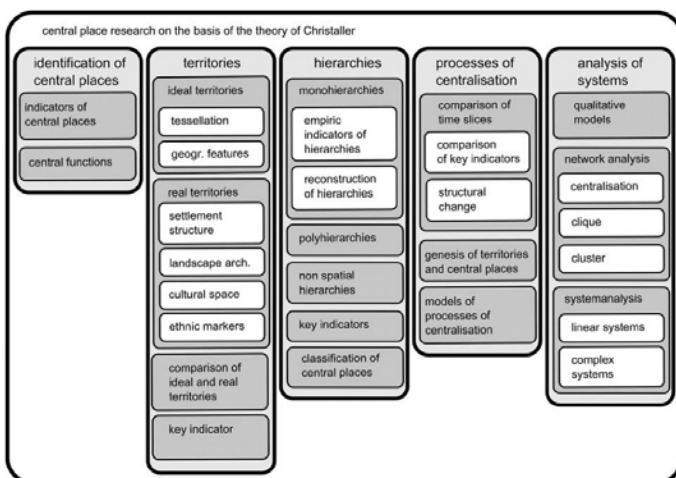 central place research on the basis of the theory of Christaller
identification of
central places
indicators of
central places
central functions
territories
ideal territories
tessellation
geogr. features
real territories
settlement
structure
landscape arch.
cultural space
ethnic markers
comparison of
ideal and real
territories
key indicator
hierarchies
monohierarchies
empiric
indicators of
hierarchies
reconstruction
of hierarchies
polyhierarchies
non spatial
hierarchies
key indicators
classification of
central places
processes of
centralisation
comparison of
time slices
comparison
of key indicators
structural
change
genesis of territories
and central places
models of
processes of
centralisation
analysis of
systems
qualitative
models
network analysis
centralisation
clique
cluster
systemanalysis
linear systems
complex
systems